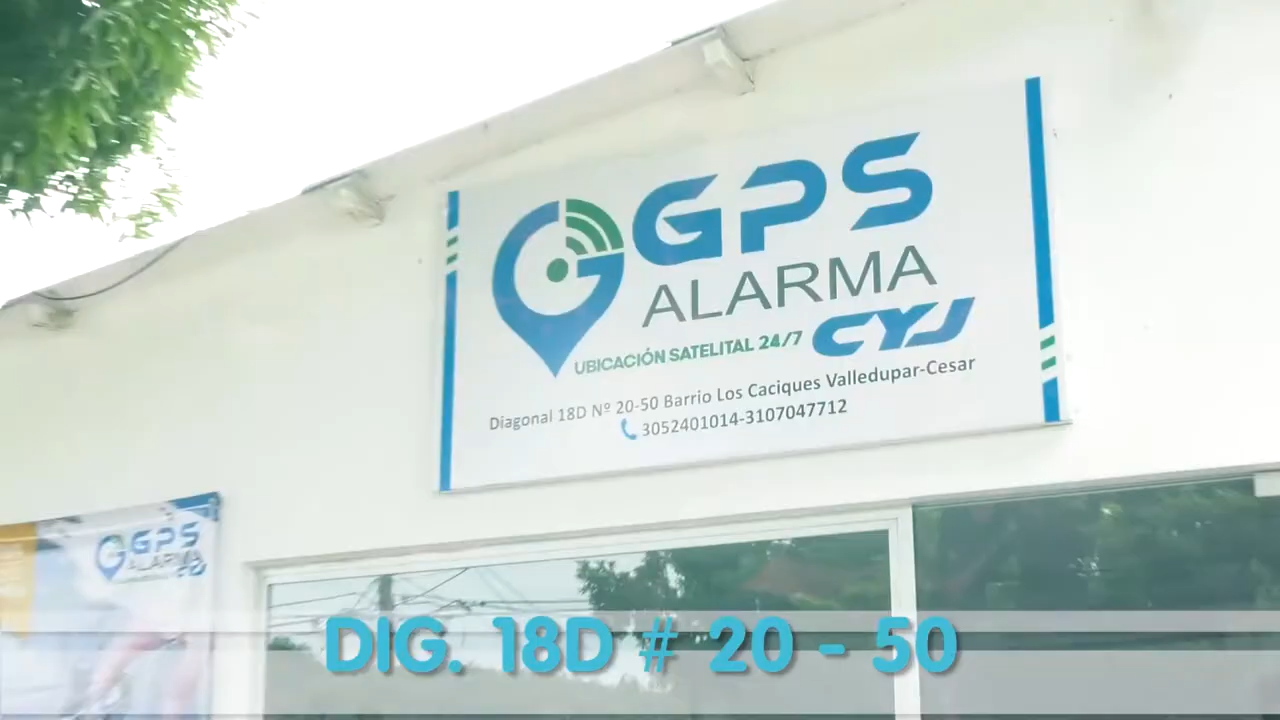 GPS
ALARMA
CYJ
UBICACIÓN SATELITAL 24/7
Diagonal 18D Nº 20-50 Barrio Los Caciques Valledupar-Cesar
3052401014-3107047712
GPS
ALARMA
DIG. 18D # 20 - 50